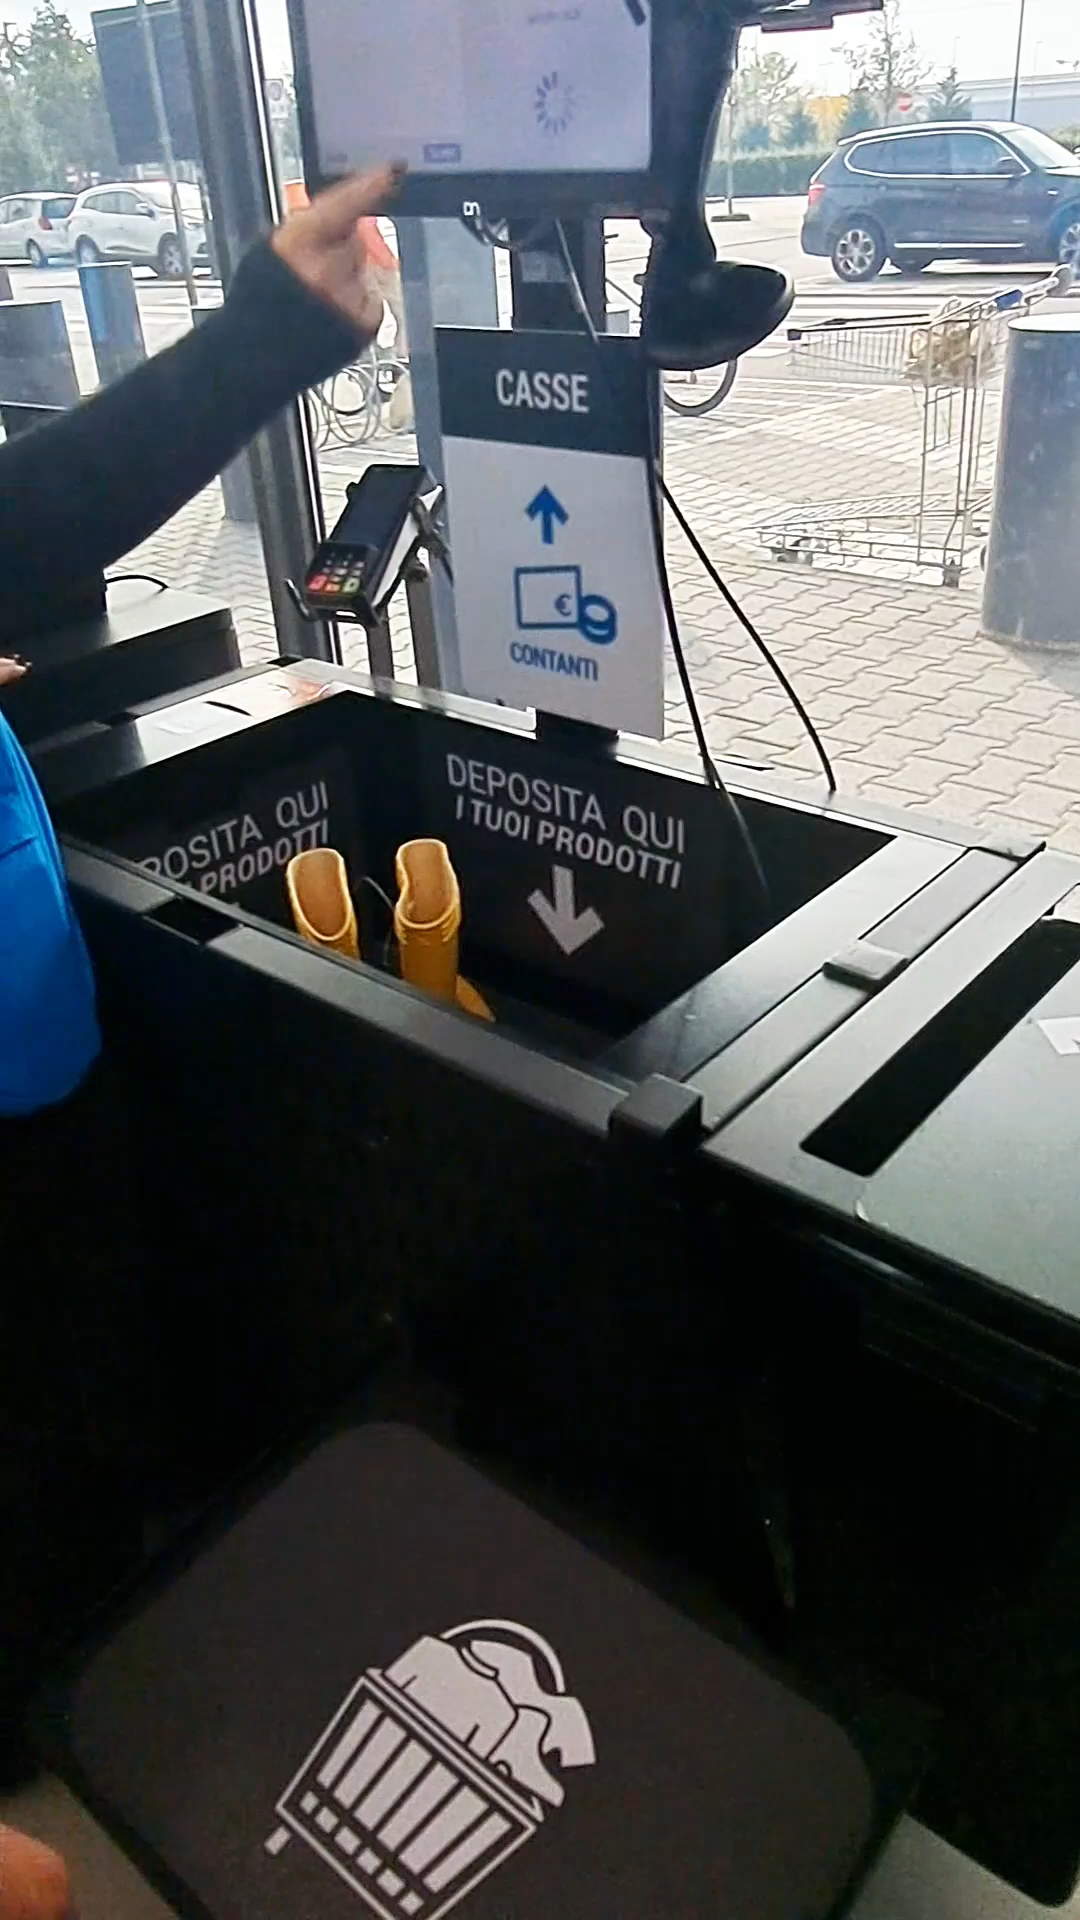 CASSE
€
CONTANTI
DEPOSITA QUI
I TUOI PRODOTTI
POSITA QUI
PRODOTTI